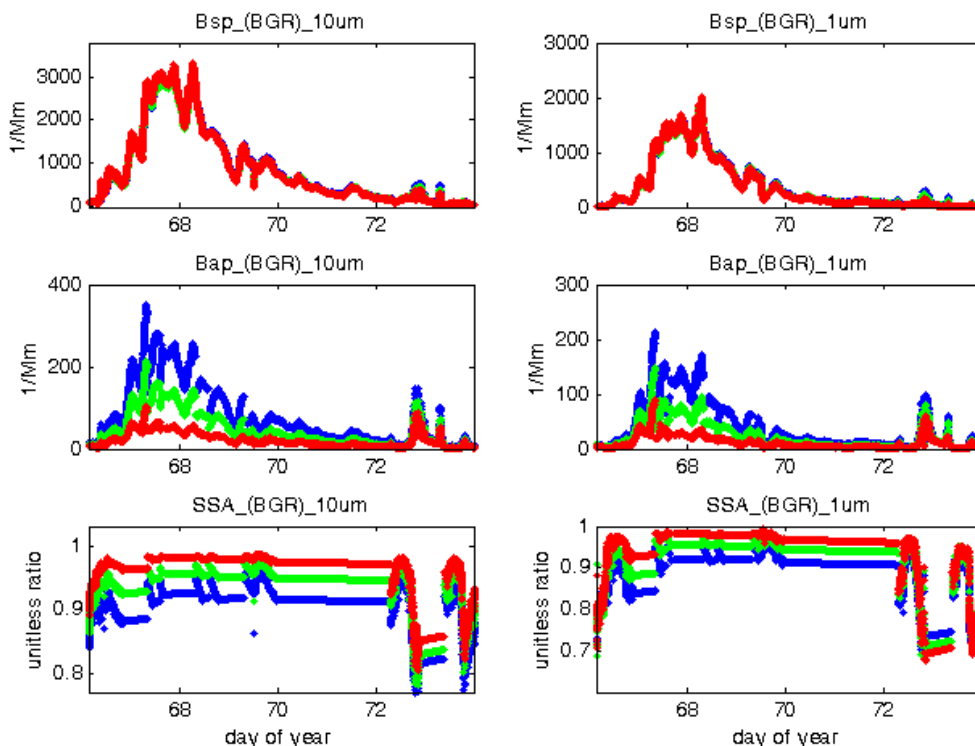 Bsp_(BGR)_10um
Bsp_(BGR)_1um
1/Mm
3000
2000
1000
0
68
70
72
1/Mm
3000
2000
1000
0
68
70
72
Bap_(BGR)_10um
Bap_(BGR)_1um
1/Mm
400
200
0
68
70
72
1/Mm
300
200
100
0
68
70
72
SSA_(BGR)_10um
SSA_(BGR)_1um
unitless ratio
1
0.9
0.8
68
70
72
day of year
unitless ratio
1
0.9
0.8
0.7
68
70
72
day of year